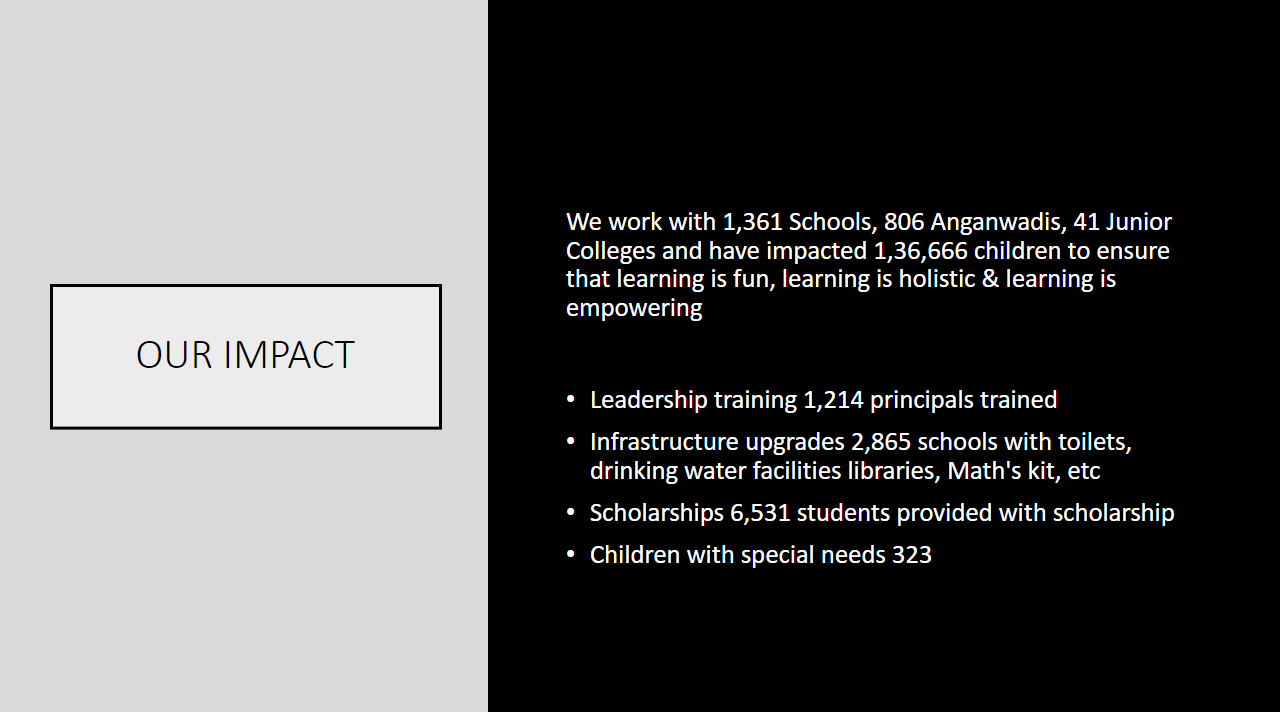 OUR IMPACT
We work with 1,361 Schools, 806 Anganwadis, 41 Junior
Colleges and have impacted 1,36,666 children to ensure
that learning is fun, learning is holistic & learning is
empowering
• Leadership training 1,214 principals trained
• Infrastructure upgrades 2,865 schools with toilets,
drinking water facilities libraries, Math's kit, etc
• Scholarships 6,531 students provided with scholarship
• Children with special needs 323